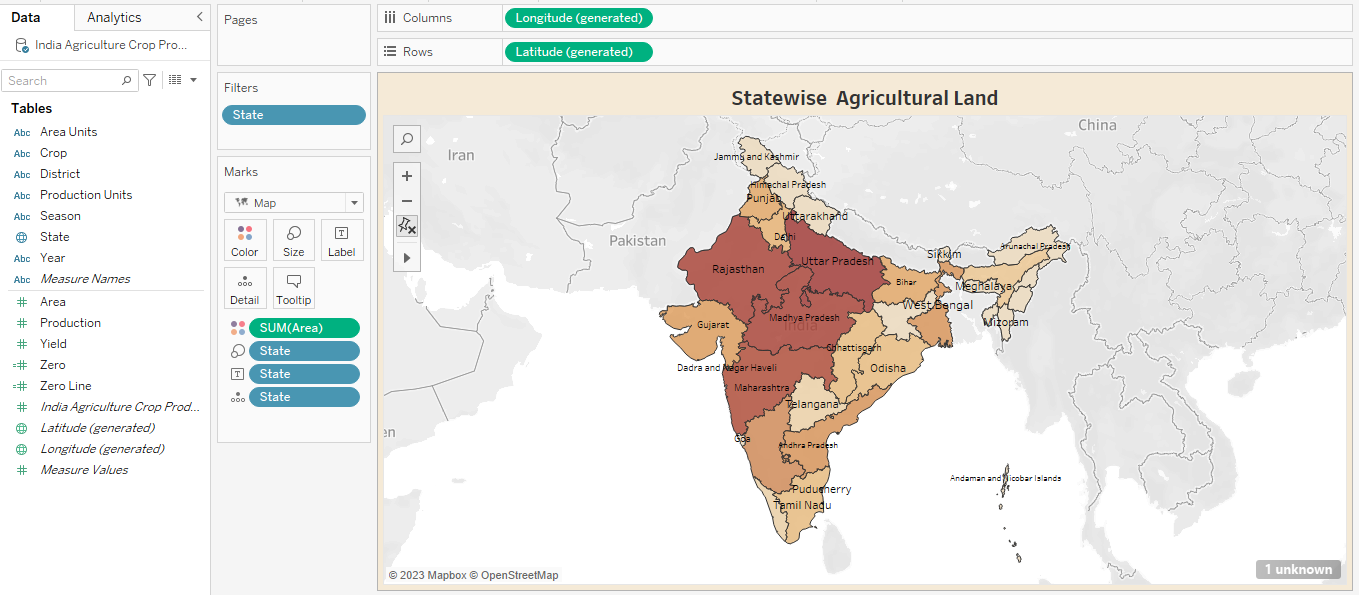 Data
Analytics
India Agriculture Crop Pro...
Search
Tables
Abc Area Units
Abc Crop
Abc District
Abc Production Units
Abc Season
State
Abc Year
Abc Measure Names
Area
Production
Yield
Zero
Zero Line
India Agriculture Crop Prod...
Latitude (generated)
Longitude (generated)
Measure Values
Pages
Filters
State
Marks
Map
Color Size Label
Detail Tooltip
SUM(Area)
State
State
State
Columns Longitude (generated)
Rows Latitude (generated)
Statewise Agricultural Land
China
Iran
Jammu and Kashmir
Himachal Pradesh
Punjab
Uttarakhand
Delhi
Pakistan
Arunachal Pradesh
Sikkim
Rajasthan
Uttar Pradesh
Bihar
Meghalaya
West Bengal
Madhya Pradesh
India
Gujarat
Mizoram
Chhattisgarh
Dadra and Nagar Haveli
Odisha
Maharashtra
Telangana
en
Goa
Andhra Pradesh
Andaman and Nicobar Islands
Puducherry
Tamil Nadu
© 2023 Mapbox © OpenStreetMap
1 unknown